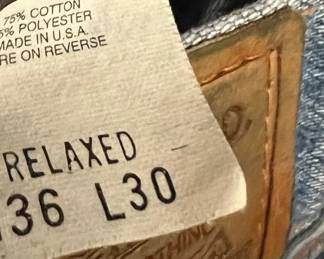 75% COTTON
5% POLYESTER
MADE IN U.S.A.
RE ON REVERSE
RELAXED –
36 L30